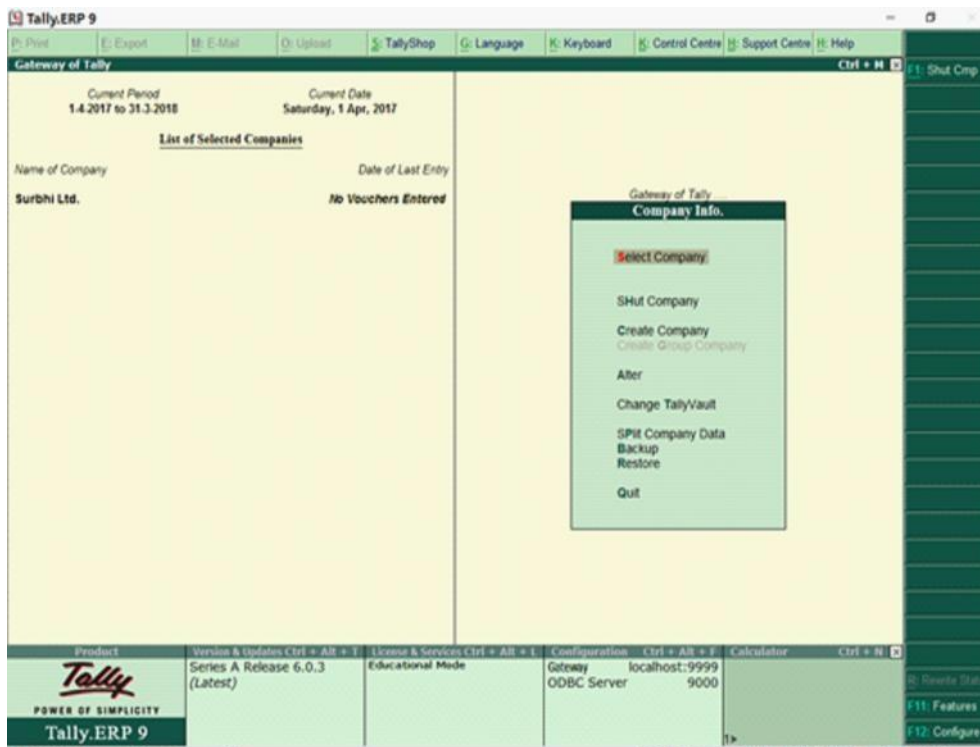 Tally.ERP 9
P: Print E: Export M: E-Mail O: Upload S: TallyShop G: Language K: Keyboard K: Control Centre H: Support Centre H: Help
Gateway of Tally Ctrl + M
F1: Shut Cmp
Current Period Current Date
1-4-2017 to 31-3-2018 Saturday, 1 Apr, 2017
List of Selected Companies
Name of Company Date of Last Entry
Surbhi Ltd. No Vouchers Entered
Gateway of Tally
Company Info.
Select Company
SHut Company
Create Company
Create Group Company
Alter
Change TallyVault
SPlit Company Data
Backup
Restore
Quit
Product Version & Updates Ctrl + Alt + T License & Services Ctrl + Alt + L Configuration Ctrl + Alt + F Calculator Ctrl + N
Tally
POWER OF SIMPLICITY
Tally.ERP 9
Series A Release 6.0.3
(Latest)
Educational Mode
Gateway localhost:9999
ODBC Server 9000
1>
R: Rewrite
F11: Features
F12: Configure